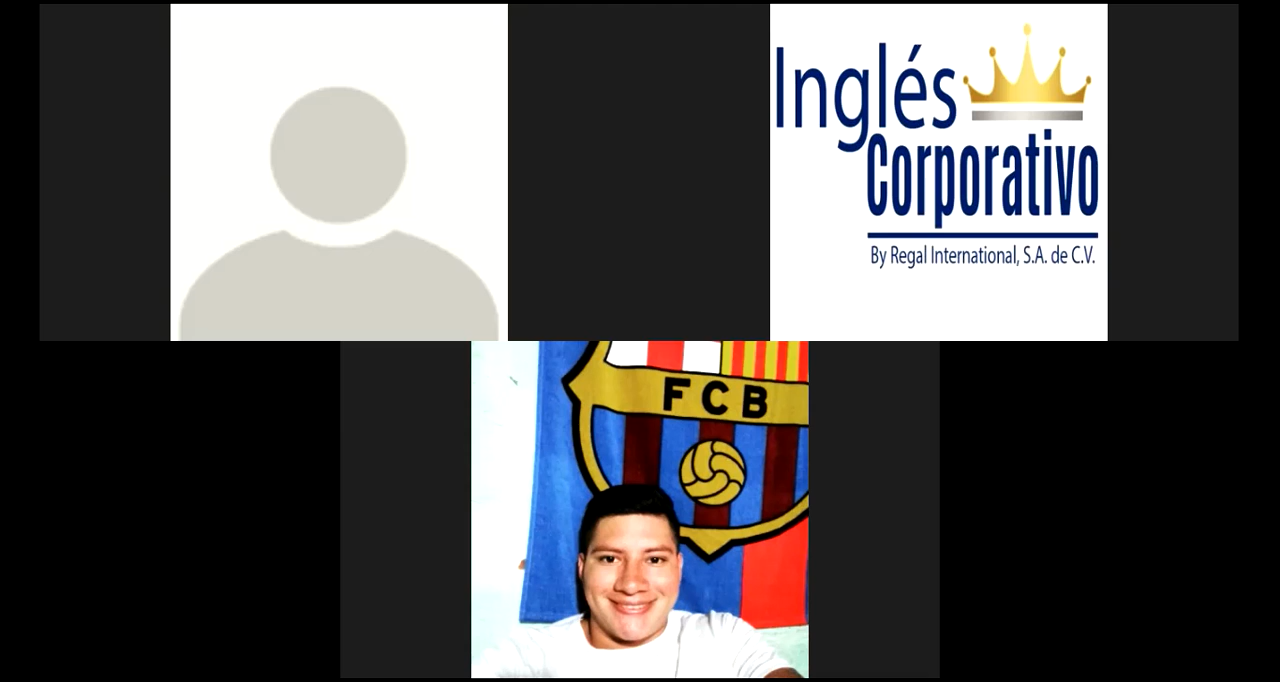 Inglés
Corporativo
By Regal International, S.A. de C.V.
FCB